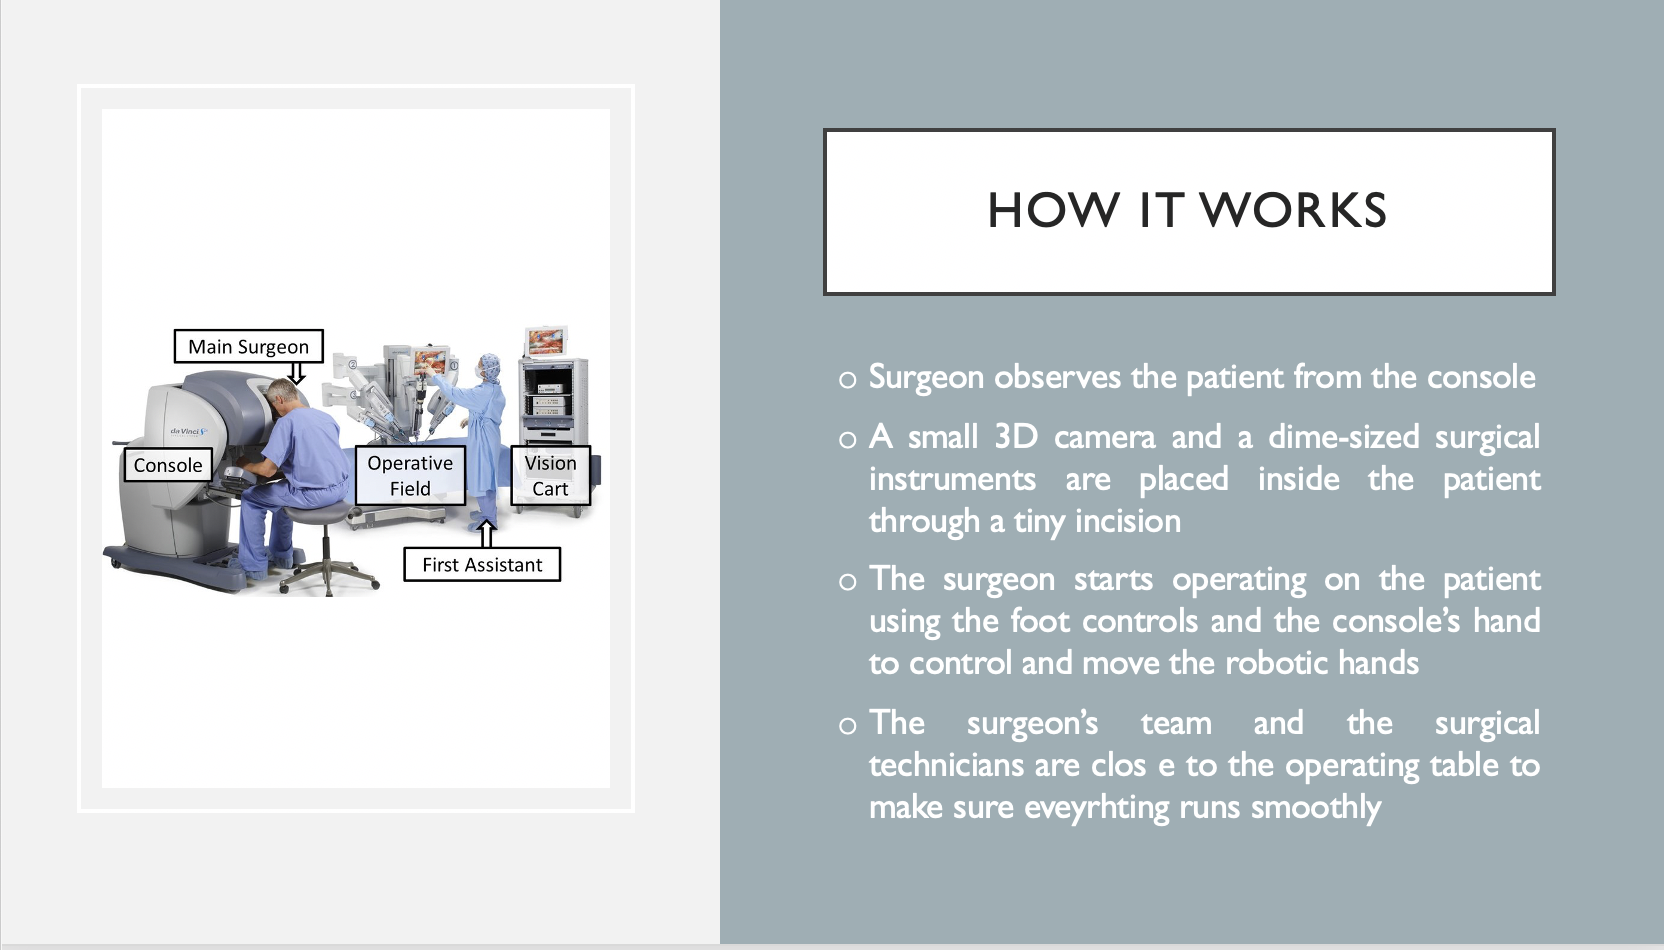 Main Surgeon
da Vinci
Console
Operative
Field
Vision
Cart
First Assistant
HOW IT WORKS
o Surgeon observes the patient from the console
o A small 3D camera and a dime-sized surgical
instruments are placed inside the patient
through a tiny incision
o The surgeon starts operating on the patient
using the foot controls and the console’s hand
to control and move the robotic hands
o The surgeon’s team and the surgical
technicians are clos e to the operating table to
make sure eveyrhting runs smoothly